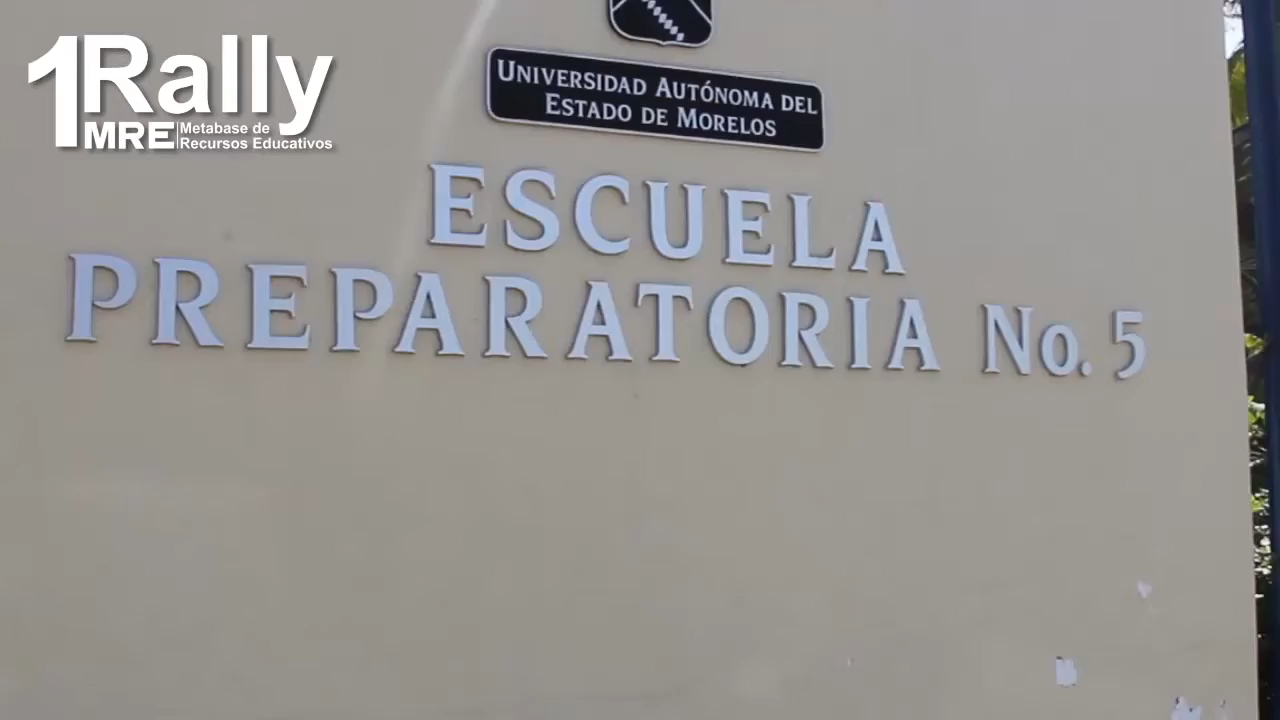 1Rally
MRE Metabase de
Recursos Educativos
UNIVERSIDAD AUTÓNOMA DEL
ESTADO DE MORELOS
ESCUELA
PREPARATORIA No. 5